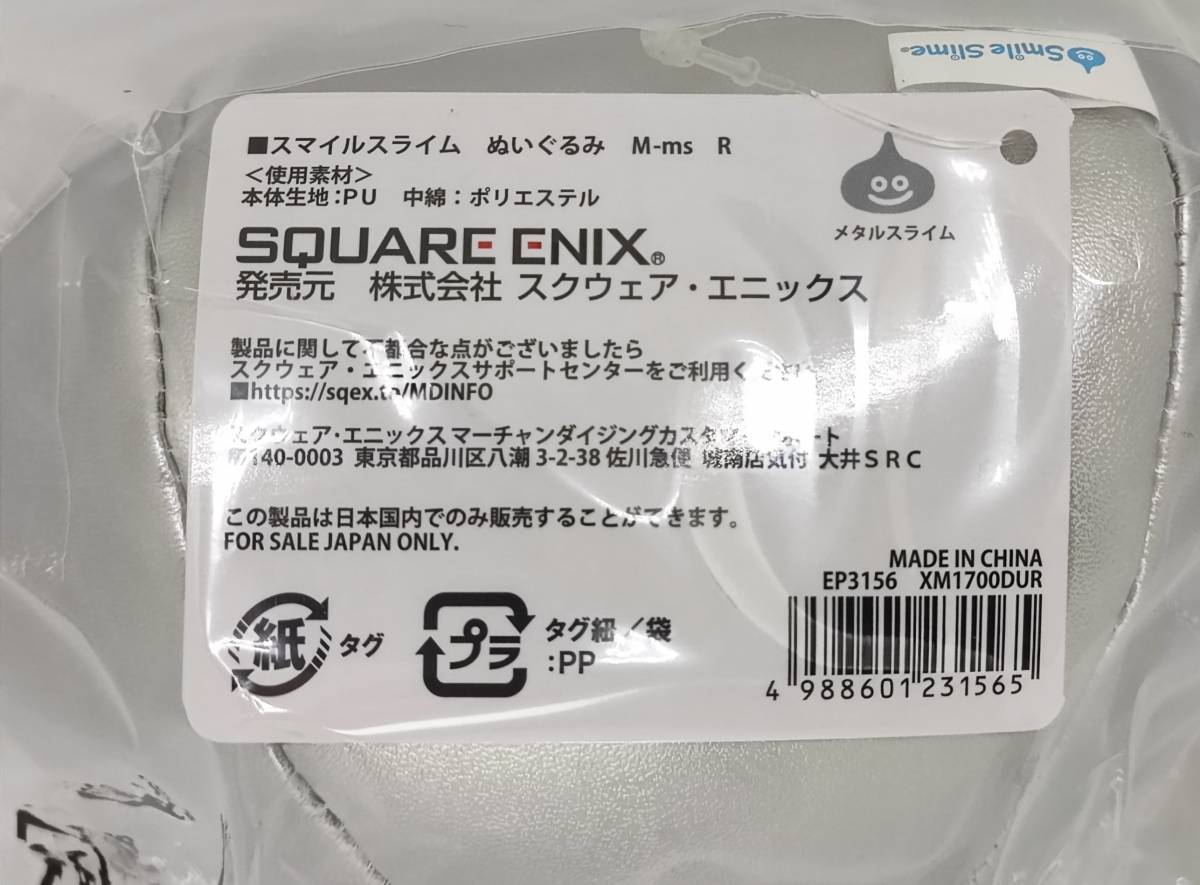 Smile Slime®
■スマイルスライム ぬいぐるみ M-ms R
＜使用素材＞
本体生地：PU 中綿：ポリエステル
メタルスライム
SQUARE ENIX®
発売元 株式会社 スクウェア・エニックス
製品に関して不都合な点がございましたら
スクウェア・エニックスサポートセンターをご利用ください
■https://sqex.to/MDINFO
スクウェア・エニックス マーチャンダイジングカスタマーサポート
〒140-0003 東京都品川区八潮 3-2-38 佐川急便 城南店気付 大井ＳＲＣ
この製品は日本国内でのみ販売することができます。
FOR SALE JAPAN ONLY.
MADE IN CHINA
EP3156 XM1700DUR
紙 タグ
プラ タグ紐／袋
:PP
4 988601 231565